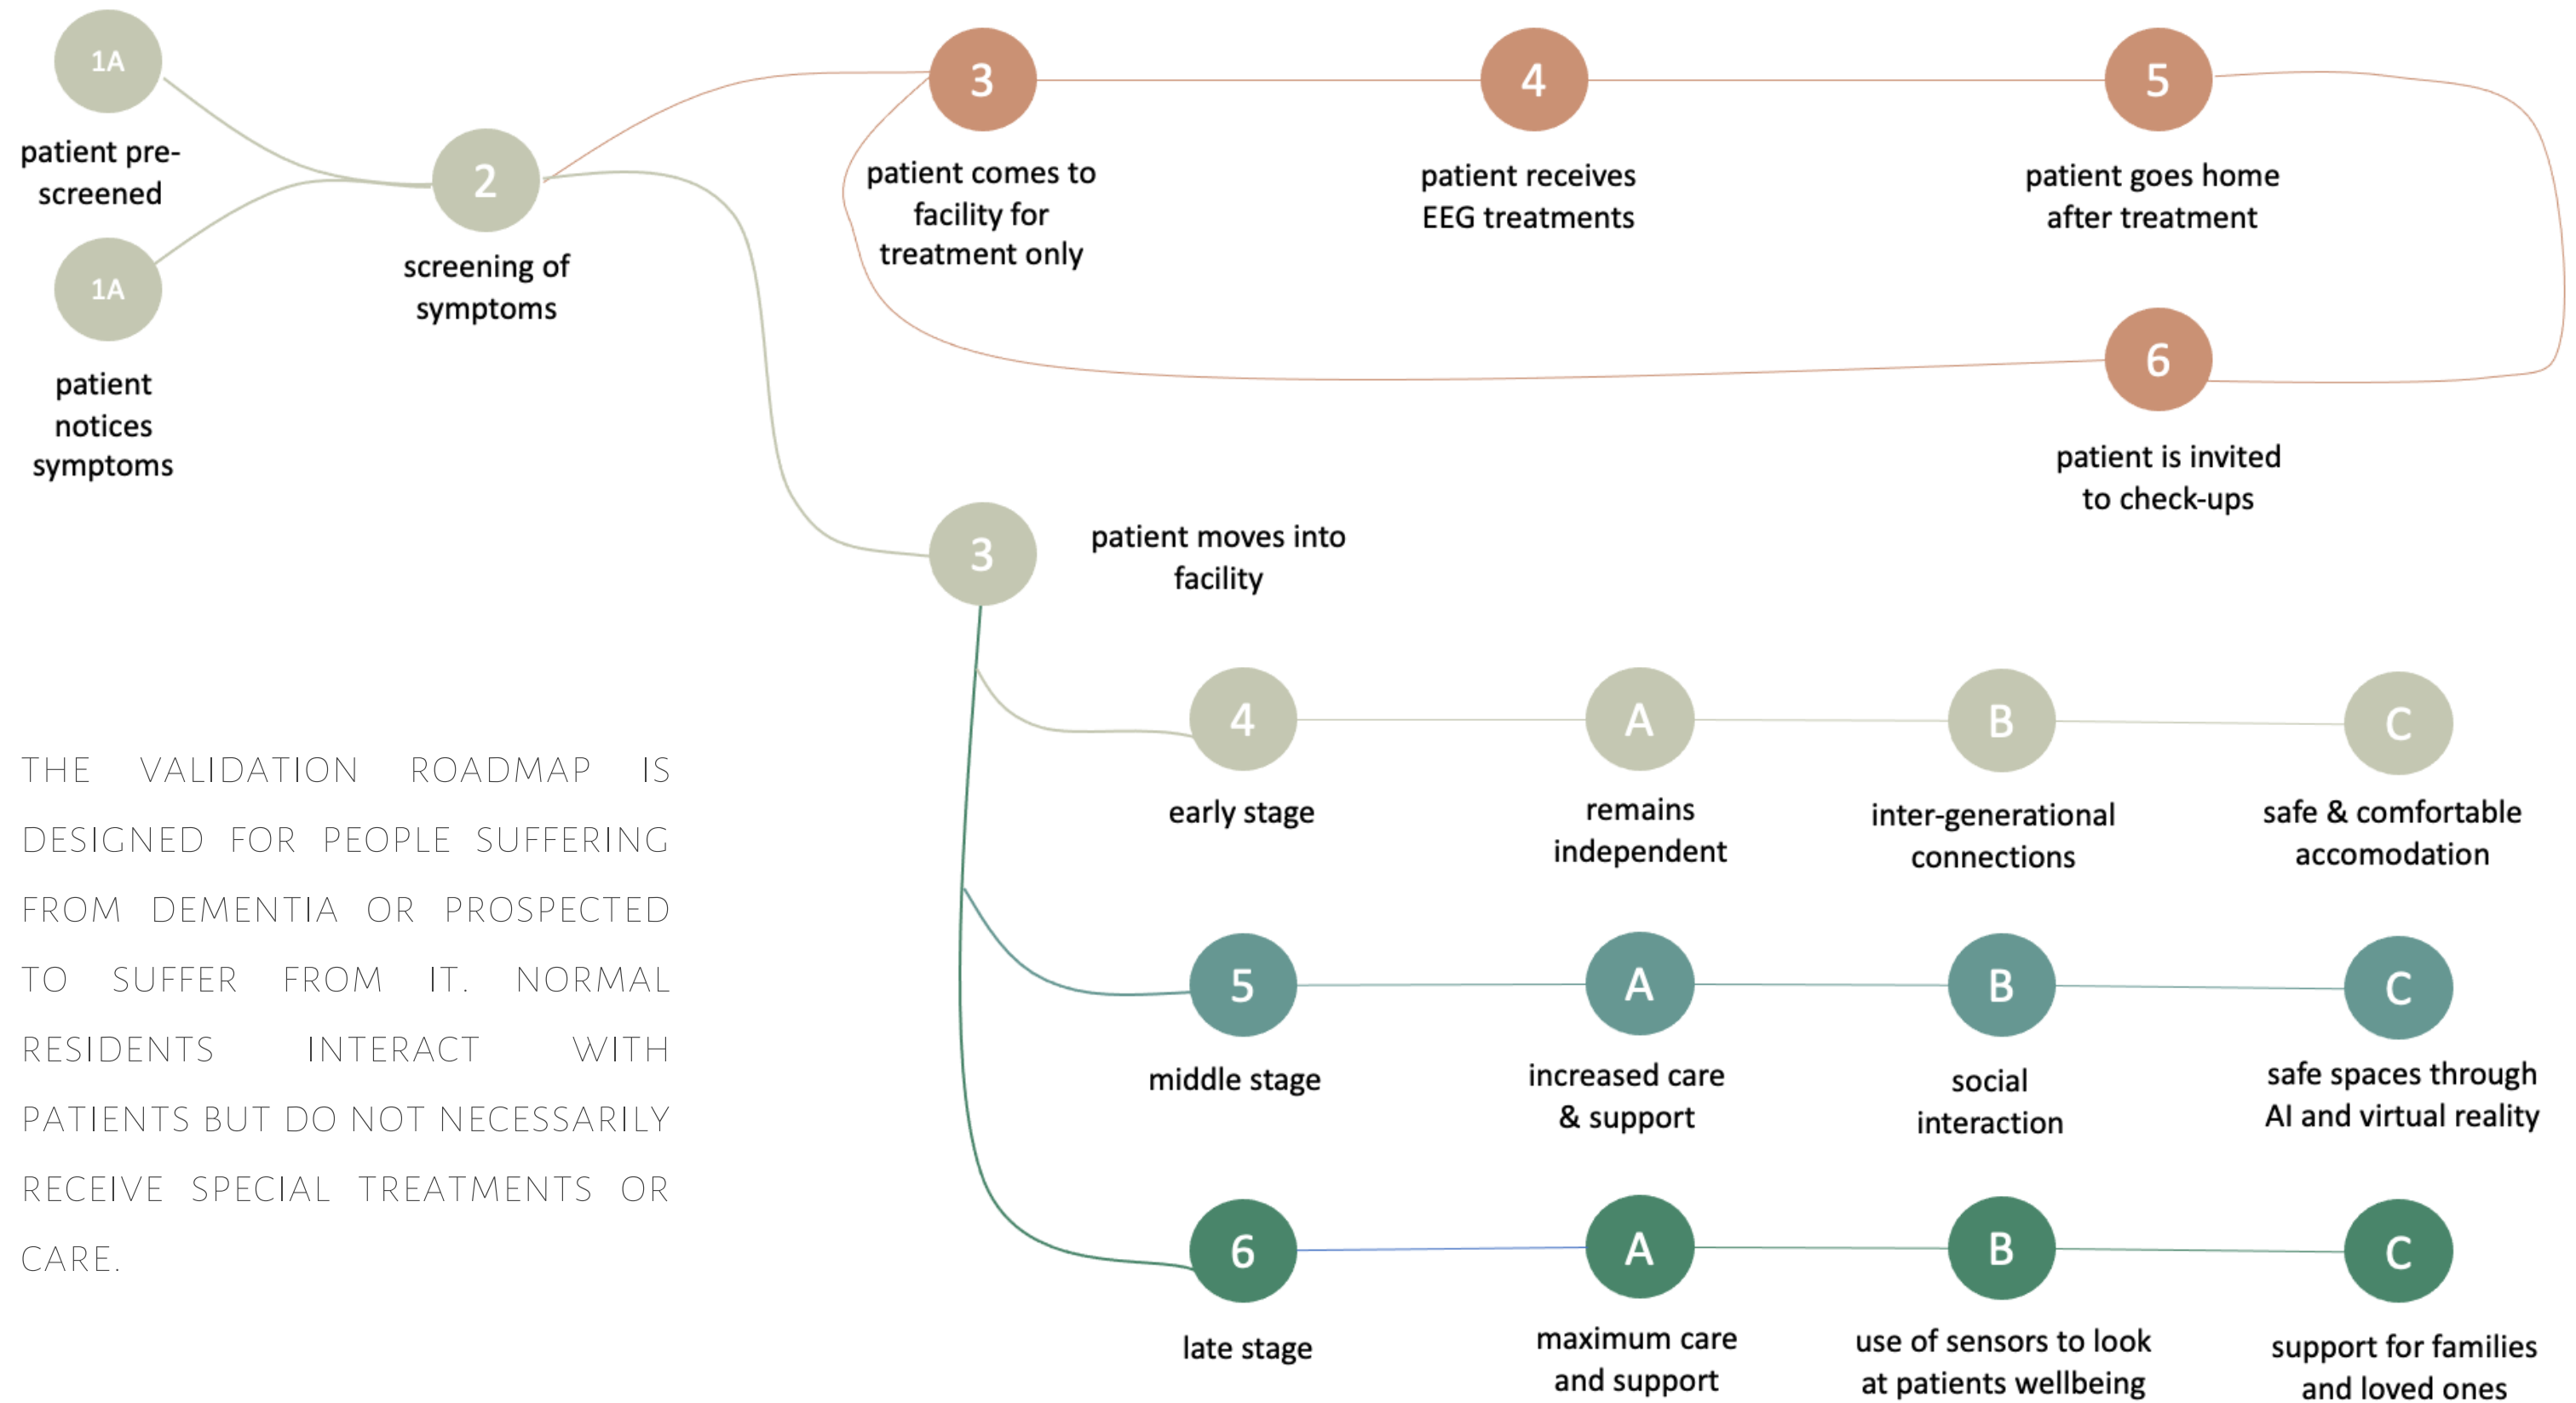 1A
patient pre-
screened
1A
patient
notices
symptoms
2
screening of
symptoms
3
patient comes to
facility for
treatment only
4
patient receives
EEG treatments
5
patient goes home
after treatment
6
patient is invited
to check-ups
3
patient moves into
facility
4
early stage
A
remains
independent
B
inter-generational
connections
C
safe & comfortable
accomodation
5
middle stage
A
increased care
& support
B
social
interaction
C
safe spaces through
AI and virtual reality
6
late stage
A
maximum care
and support
B
use of sensors to look
at patients wellbeing
C
support for families
and loved ones
THE VALIDATION ROADMAP IS
DESIGNED FOR PEOPLE SUFFERING
FROM DEMENTIA OR PROSPECTED
TO SUFFER FROM IT. NORMAL
RESIDENTS INTERACT WITH
PATIENTS BUT DO NOT NECESSARILY
RECEIVE SPECIAL TREATMENTS OR
CARE.